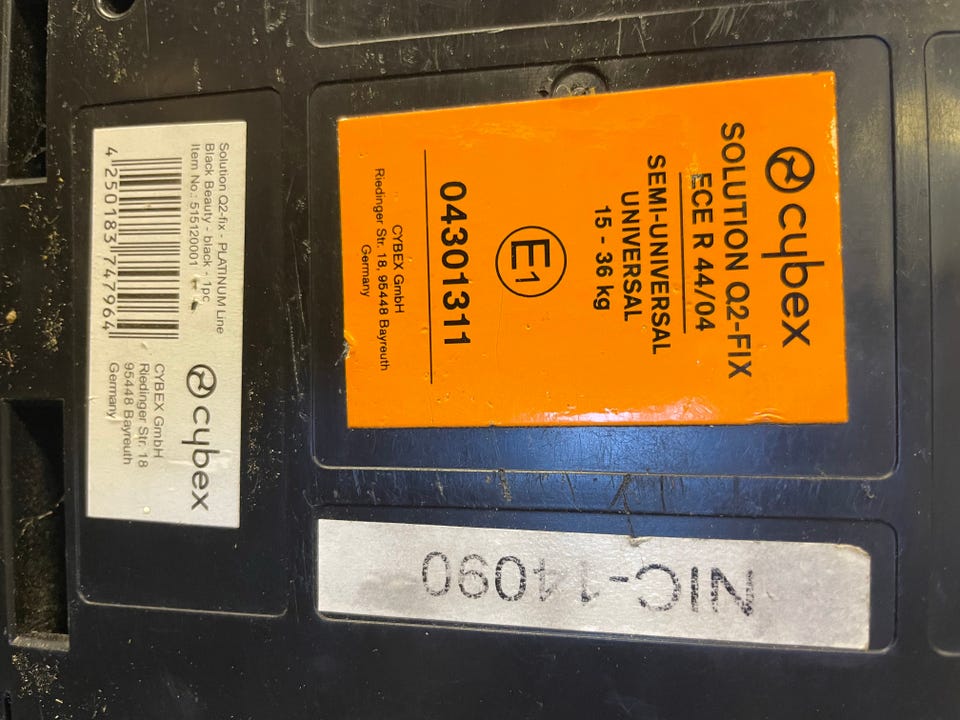 cybex
SOLUTION Q2-FIX
ECE R 44/04
SEMI-UNIVERSAL
UNIVERSAL
15 - 36 kg
E1
04301311
CYBEX GmbH
Riedinger Str. 18, 95448 Bayreuth
Germany
Solution Q2-fix - PLATINUM Line
Black Beauty - black - 1pc
Item No.: 515120001
4 250183 747964
cybex
CYBEX GmbH
Riedinger Str. 18
95448 Bayreuth
Germany
NIC-14090